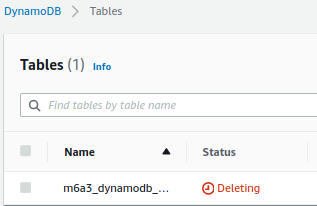 DynamoDB > Tables
Tables (1) Info
Find tables by table name
Name Status
m6a3_dynamodb_... Deleting